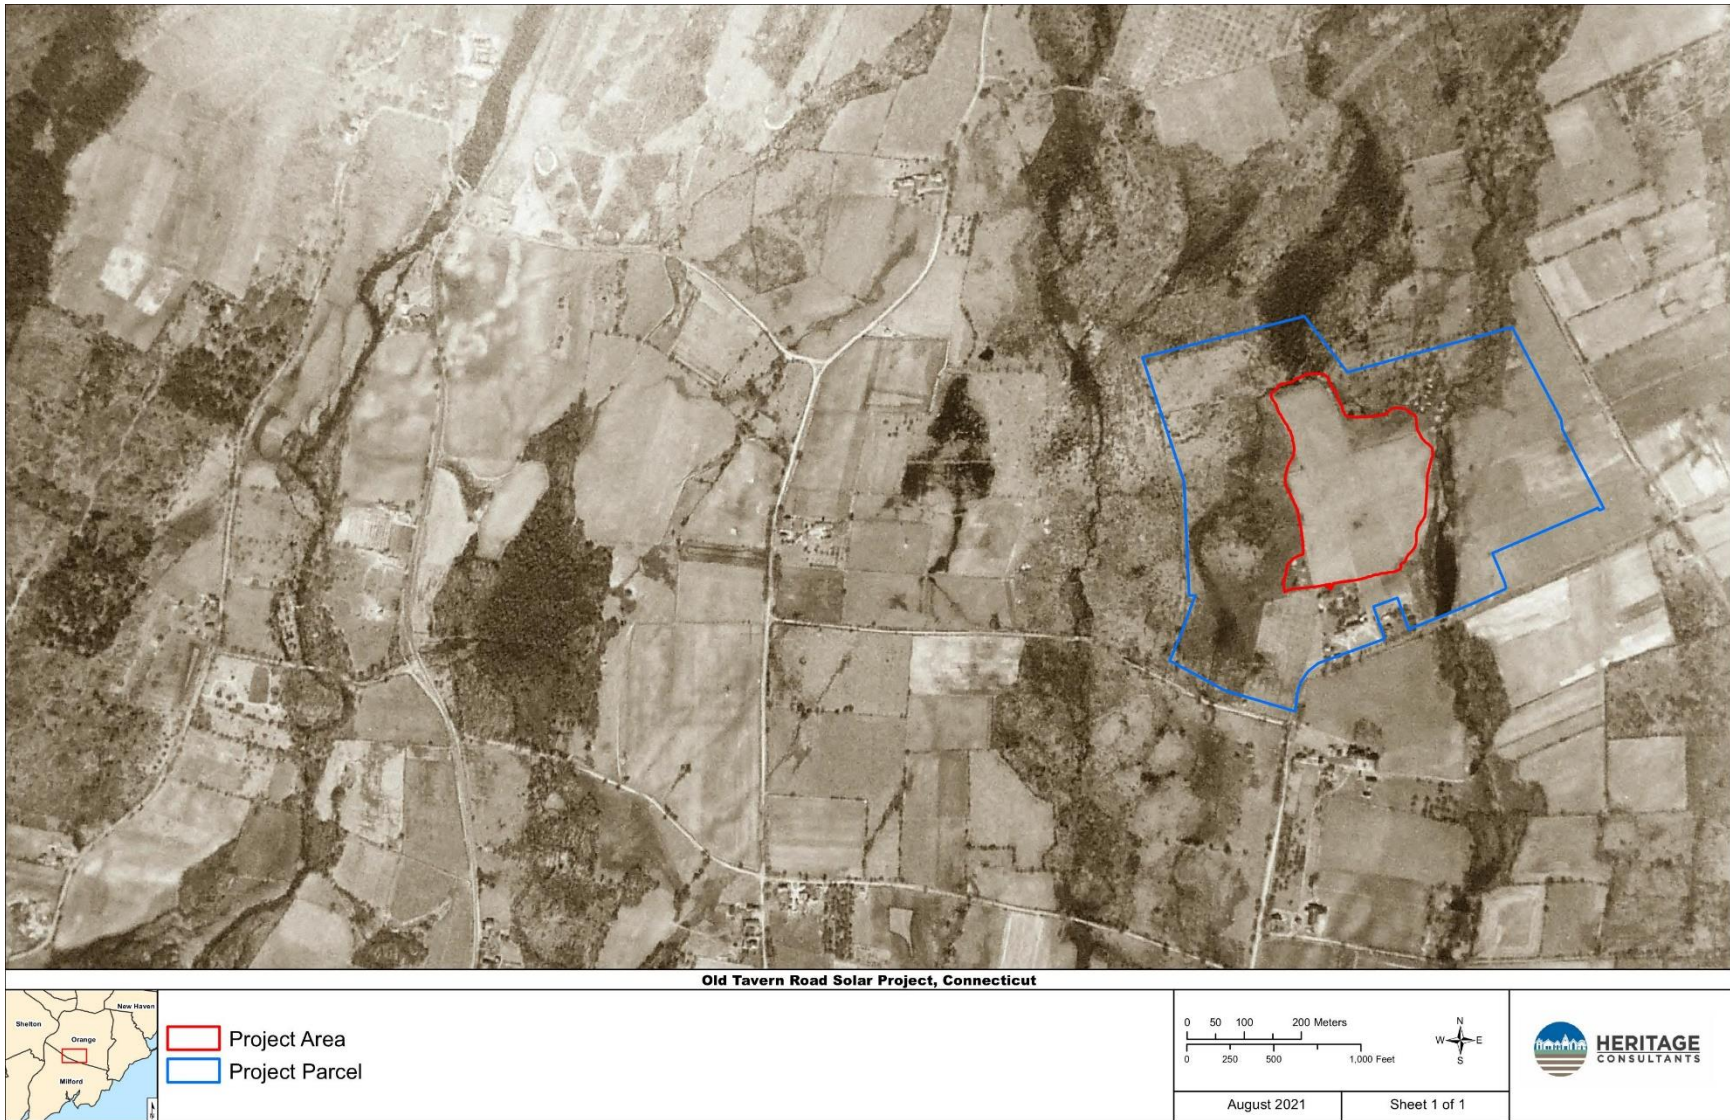 Old Tavern Road Solar Project, Connecticut
New Haven
Shelton
Orange
Milford
N
Project Area
Project Parcel
0 50 100 200 Meters
0 250 500 1,000 Feet
N
W E
S
August 2021
Sheet 1 of 1
HERITAGE
CONSULTANTS